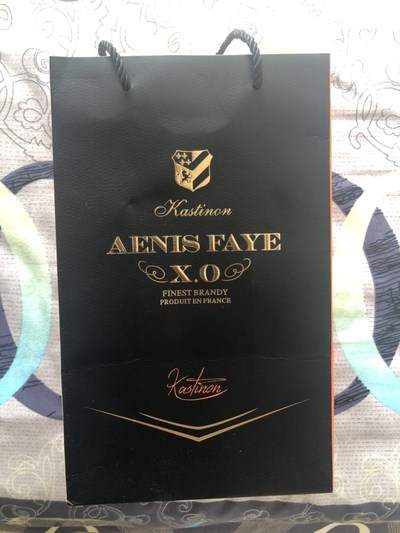 Kastinon
AENIS FAYE
X.O
FINEST BRANDY
PRODUIT EN FRANCE
Kastinon